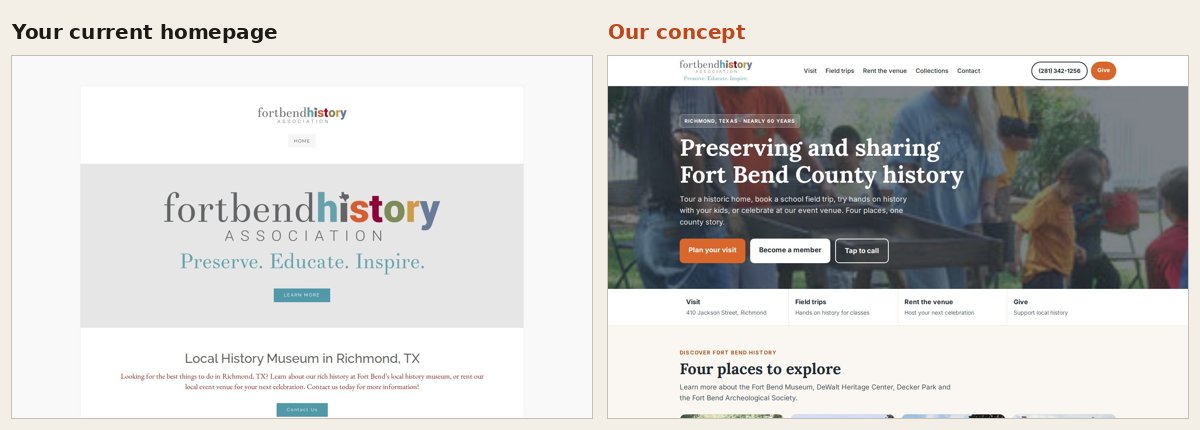 Your current homepage
fortbendhistory
ASSOCIATION
HOME
fortbendhistory
ASSOCIATION
Preserve. Educate. Inspire.
LEARN MORE
Local History Museum in Richmond, TX
Looking for the best things to do in Richmond, TX? Learn about our rich history at Fort Bend's local history museum, or rent our
local event venue for your next celebration. Contact us today for more information!
Contact Us
Our concept
fortbendhistory
ASSOCIATION
Preserve. Educate. Inspire.
Visit Field trips Rent the venue Collections Contact
(281) 342-1256 Give
RICHMOND, TEXAS · NEARLY 60 YEARS
Preserving and sharing
Fort Bend County history
Tour a historic home, book a school field trip, try hands on history
with your kids, or celebrate at our event venue. Four places, one
county story.
Plan your visit Become a member Tap to call
Visit Field trips Rent the venue Give
410 Jackson Street, Richmond Hands on history for classes Host your next celebration Support local history
DISCOVER FORT BEND HISTORY
Four places to explore
Learn more about the Fort Bend Museum, DeWalt Heritage Center, Decker Park and
the Fort Bend Archeological Society.